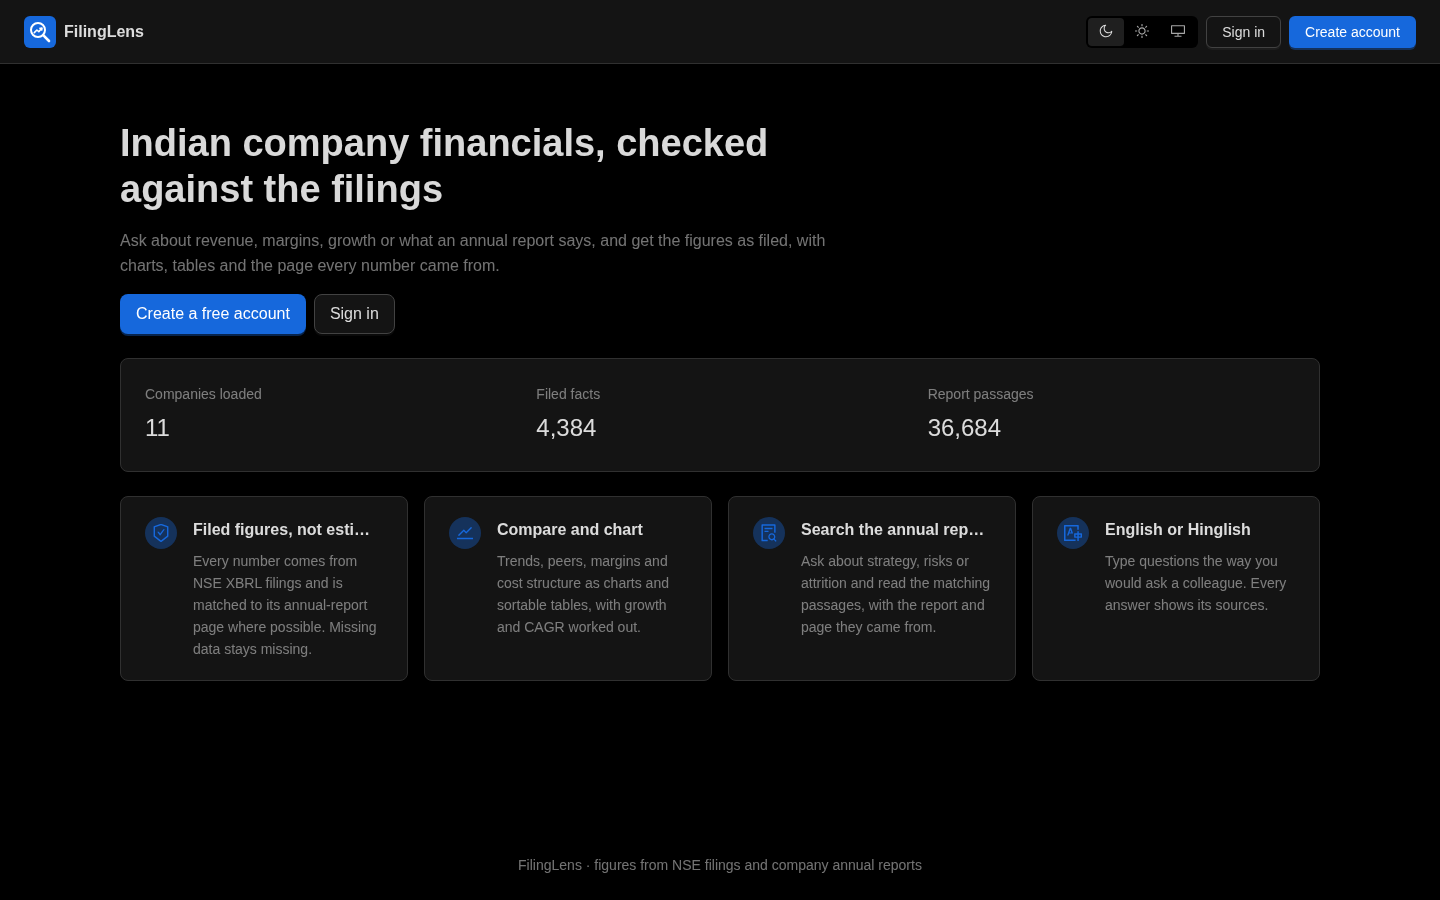 FilingLens
Sign in
Create account
Indian company financials, checked
against the filings
Ask about revenue, margins, growth or what an annual report says, and get the figures as filed, with
charts, tables and the page every number came from.
Create a free account
Sign in
Companies loaded
11
Filed facts
4,384
Report passages
36,684
Filed figures, not esti…
Every number comes from
NSE XBRL filings and is
matched to its annual-report
page where possible. Missing
data stays missing.
Compare and chart
Trends, peers, margins and
cost structure as charts and
sortable tables, with growth
and CAGR worked out.
Search the annual rep…
Ask about strategy, risks or
attrition and read the matching
passages, with the report and
page they came from.
English or Hinglish
Type questions the way you
would ask a colleague. Every
answer shows its sources.
FilingLens · figures from NSE filings and company annual reports